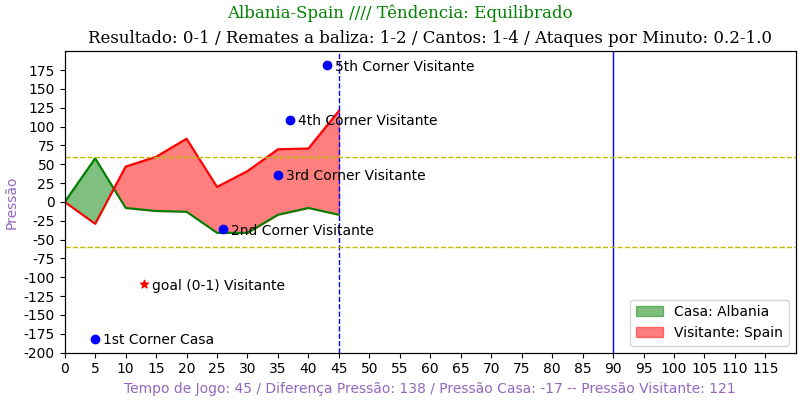 Albania-Spain //// Têndencia: Equilibrado
Resultado: 0-1 / Remates a baliza: 1-2 / Cantos: 1-4 / Ataques por Minuto: 0.2-1.0
175
150
125
100
75
50
25
0
-25
-50
-75
-100
-125
-150
-175
-200
Pressão
5th Corner Visitante
4th Corner Visitante
3rd Corner Visitante
2nd Corner Visitante
goal (0-1) Visitante
1st Corner Casa
Casa: Albania
Visitante: Spain
0 5 10 15 20 25 30 35 40 45 50 55 60 65 70 75 80 85 90 95 100 105 110 115
Tempo de Jogo: 45 / Diferença Pressão: 138 / Pressão Casa: -17 -- Pressão Visitante: 121